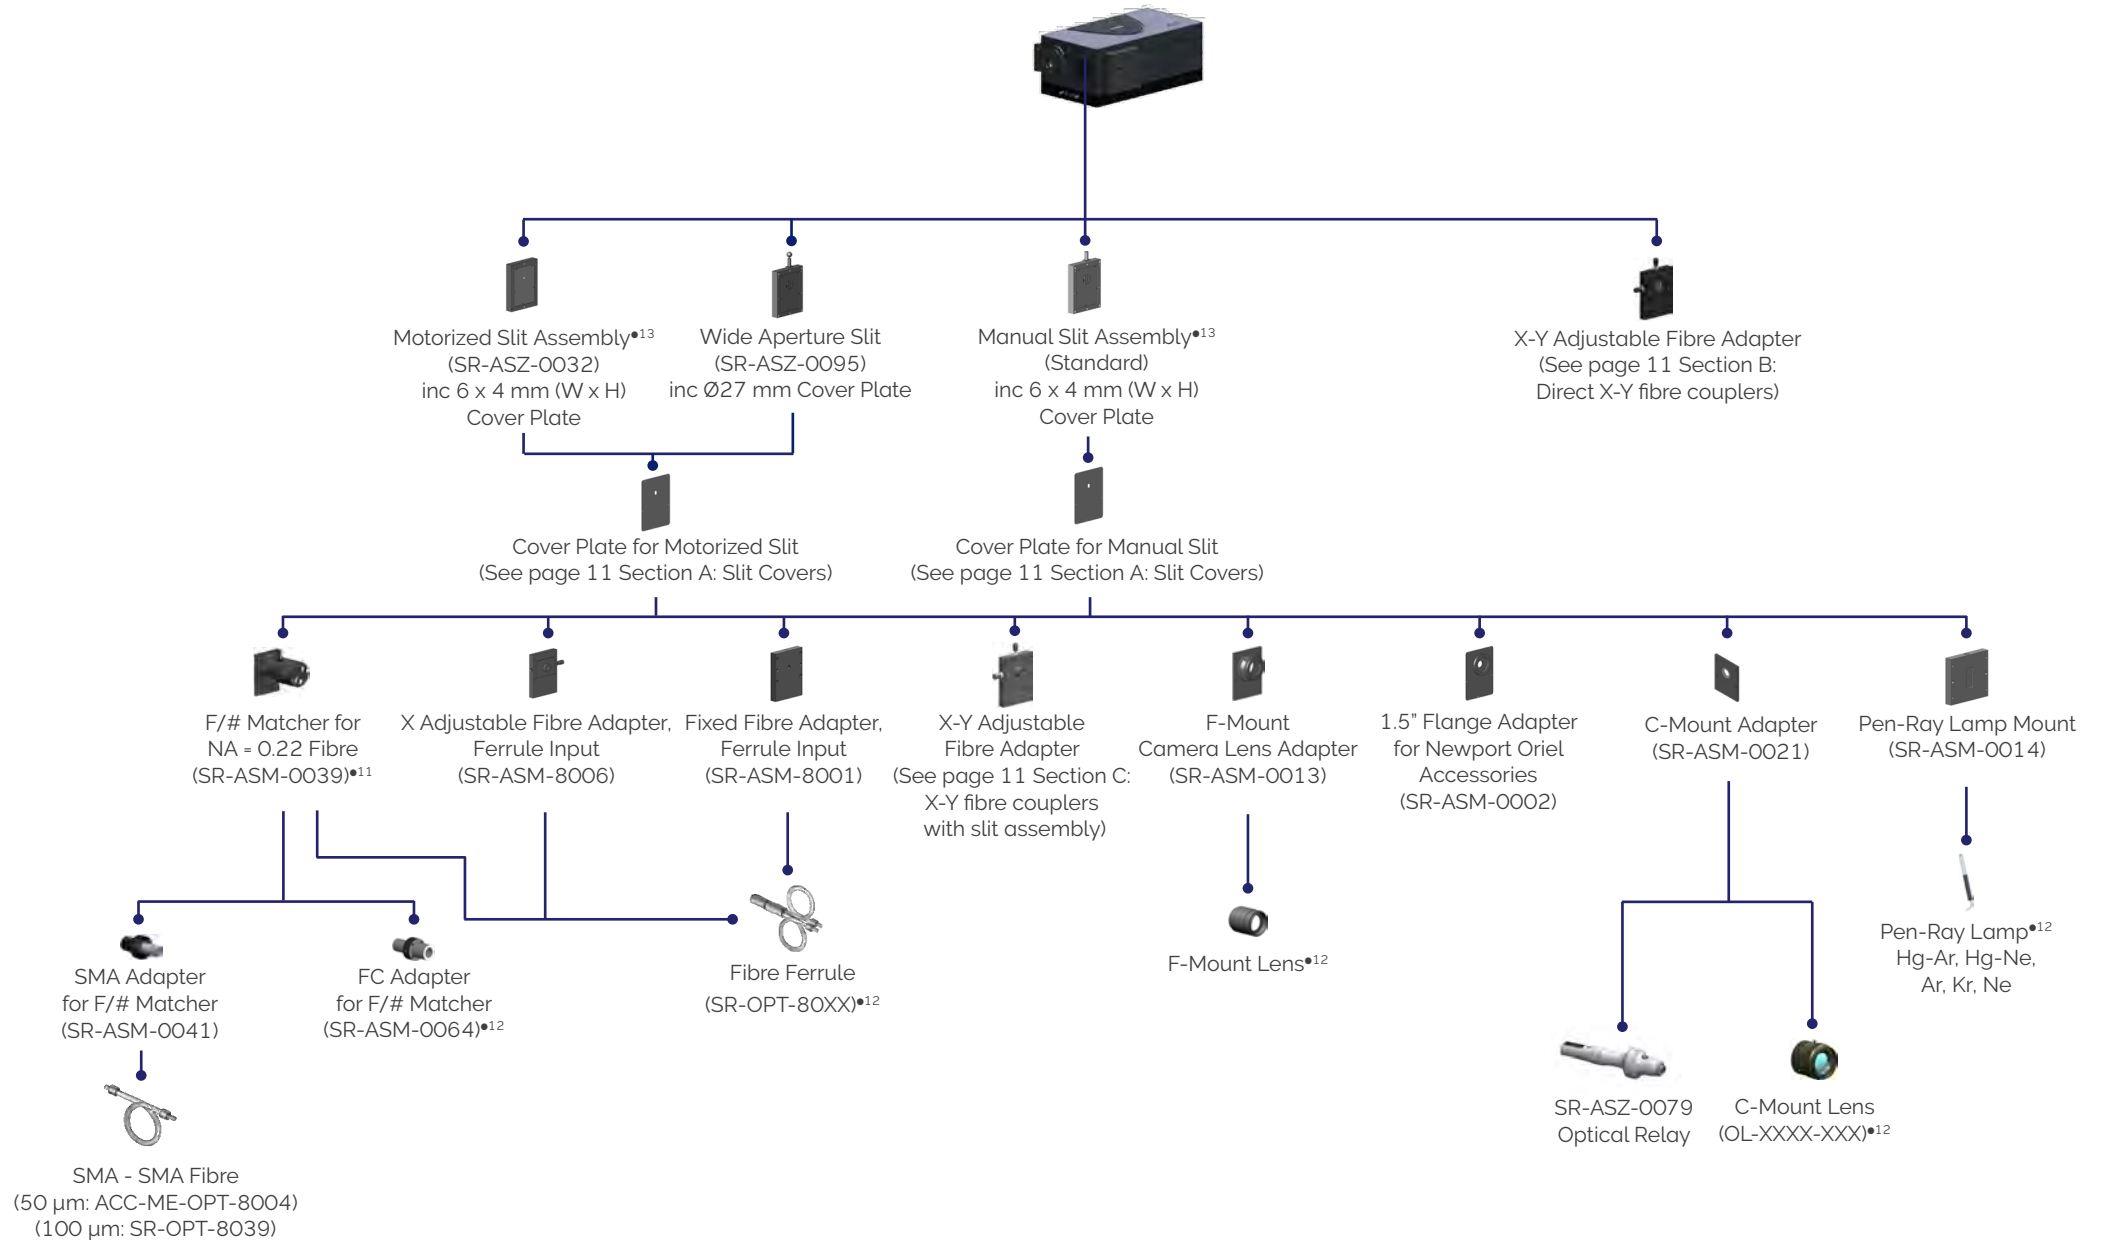 Motorized Slit Assembly●13
(SR-ASZ-0032)
inc 6 x 4 mm (W x H)
Cover Plate
Wide Aperture Slit
(SR-ASZ-0095)
inc Ø27 mm Cover Plate
Manual Slit Assembly●13
(Standard)
inc 6 x 4 mm (W x H)
Cover Plate
X-Y Adjustable Fibre Adapter
(See page 11 Section B:
Direct X-Y fibre couplers)
Cover Plate for Motorized Slit
(See page 11 Section A: Slit Covers)
Cover Plate for Manual Slit
(See page 11 Section A: Slit Covers)
F/# Matcher for
NA = 0.22 Fibre
(SR-ASM-0039)●11
X Adjustable Fibre Adapter,
Ferrule Input
(SR-ASM-8006)
Fixed Fibre Adapter,
Ferrule Input
(SR-ASM-8001)
X-Y Adjustable
Fibre Adapter
(See page 11 Section C:
X-Y fibre couplers
with slit assembly)
F-Mount
Camera Lens Adapter
(SR-ASM-0013)
1.5" Flange Adapter
for Newport Oriel
Accessories
(SR-ASM-0002)
C-Mount Adapter
(SR-ASM-0021)
Pen-Ray Lamp Mount
(SR-ASM-0014)
SMA Adapter
for F/# Matcher
(SR-ASM-0041)
FC Adapter
for F/# Matcher
(SR-ASM-0064)●12
Fibre Ferrule
(SR-OPT-80XX)●12
F-Mount Lens●12
Pen-Ray Lamp●12
Hg-Ar, Hg-Ne,
Ar, Kr, Ne
SR-ASZ-0079
Optical Relay
C-Mount Lens
(OL-XXXX-XXX)●12
SMA - SMA Fibre
(50 µm: ACC-ME-OPT-8004)
(100 µm: SR-OPT-8039)